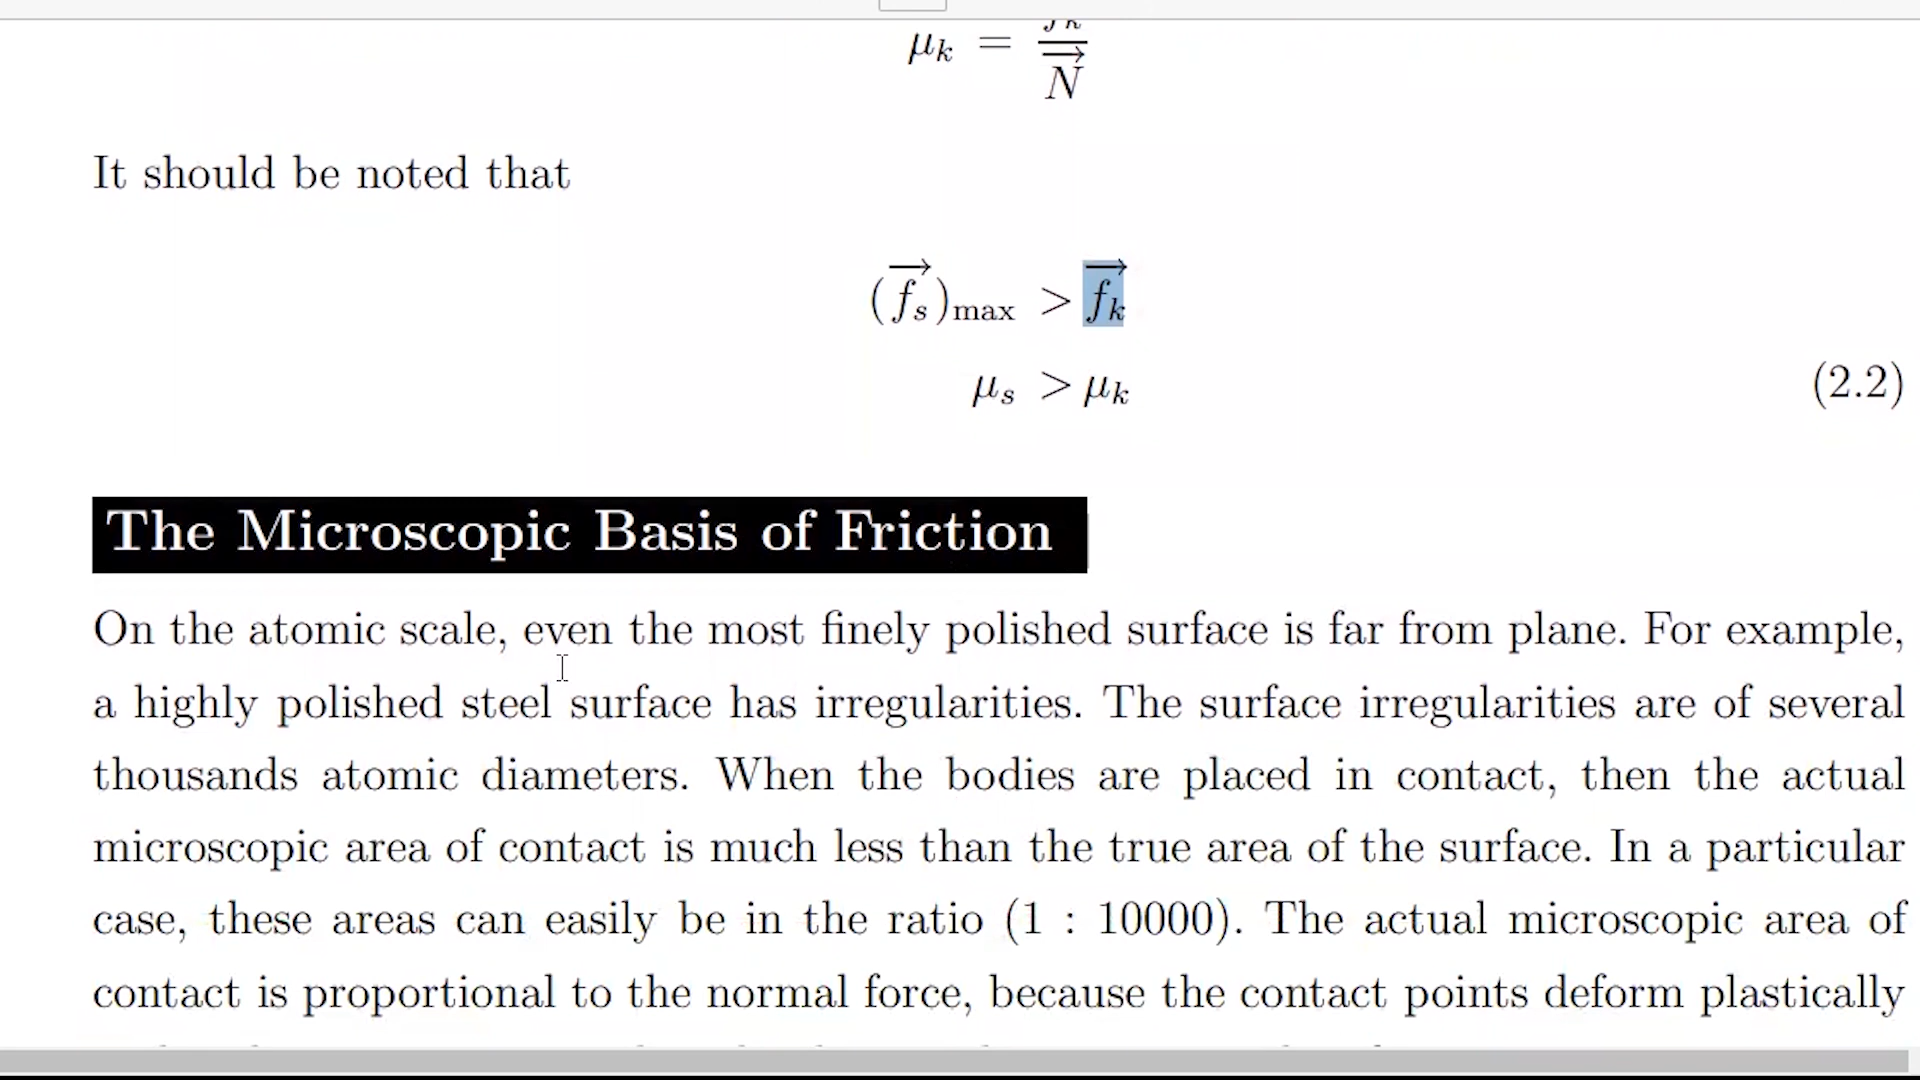 μk = fk / N⃗
It should be noted that
(f⃗s)max > f⃗k
μs > μk (2.2)
The Microscopic Basis of Friction
On the atomic scale, even the most finely polished surface is far from plane. For example,
a highly polished steel surface has irregularities. The surface irregularities are of several
thousands atomic diameters. When the bodies are placed in contact, then the actual
microscopic area of contact is much less than the true area of the surface. In a particular
case, these areas can easily be in the ratio (1 : 10000). The actual microscopic area of
contact is proportional to the normal force, because the contact points deform plastically